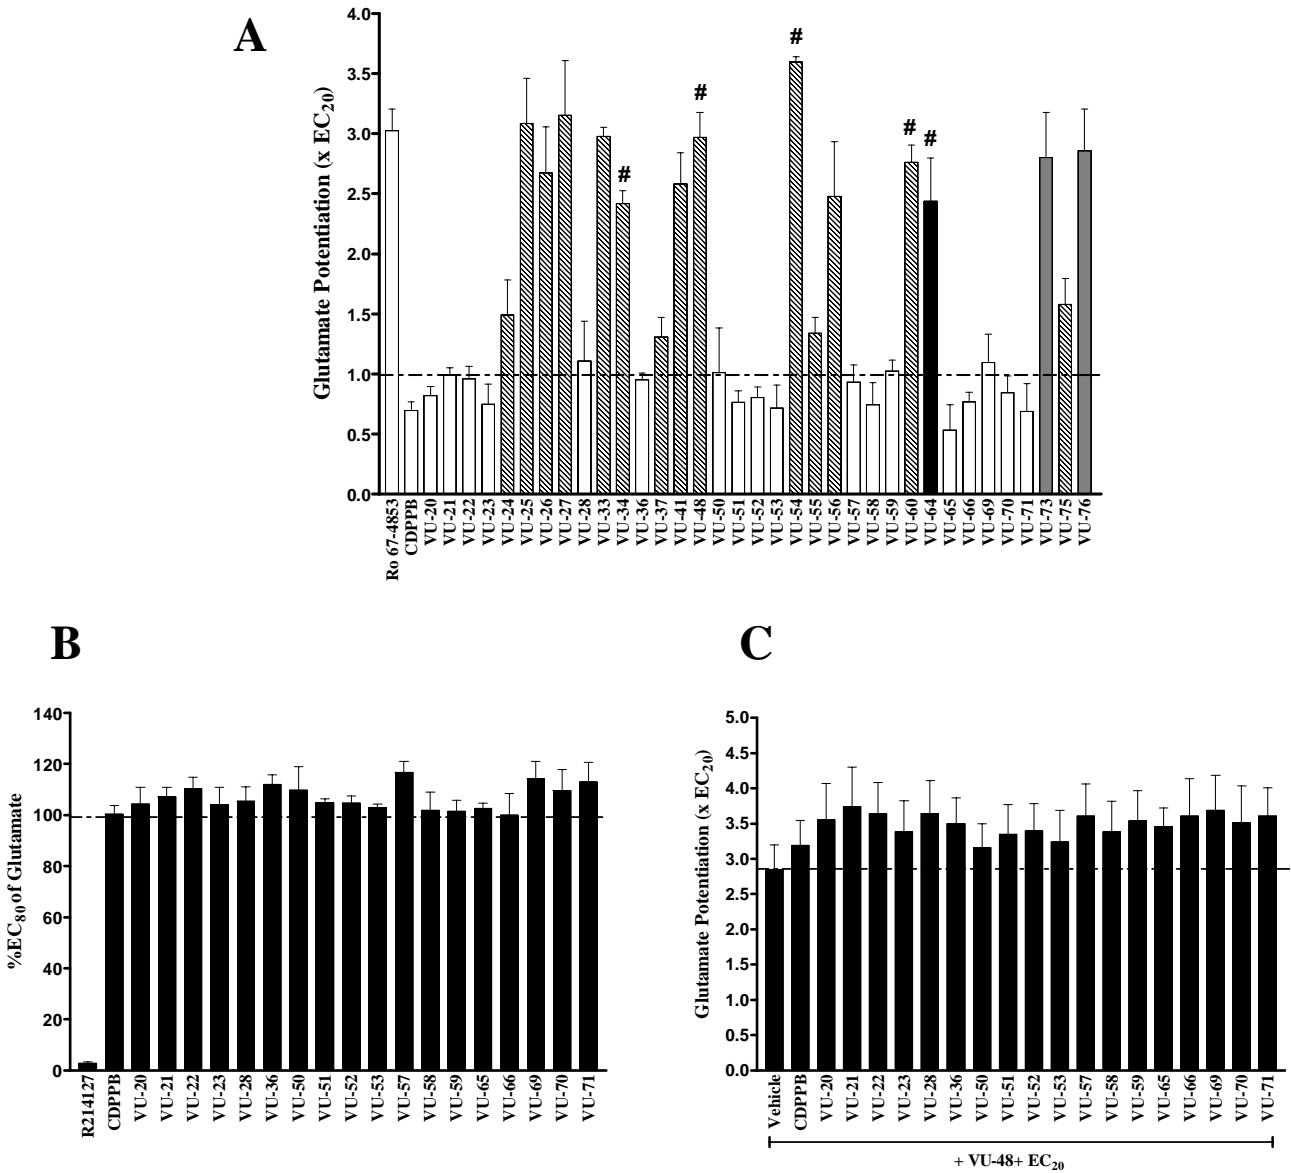 A
Glutamate Potentiation (x EC20)
4.0
3.5
3.0
2.5
2.0
1.5
1.0
0.5
0.0
# # # # #
Ro 67-4853 CDPPB VU-20 VU-21 VU-22 VU-23 VU-24 VU-25 VU-26 VU-27 VU-28 VU-33 VU-34 VU-36 VU-37 VU-41 VU-48 VU-50 VU-51 VU-52 VU-53 VU-54 VU-55 VU-56 VU-57 VU-58 VU-59 VU-60 VU-64 VU-65 VU-66 VU-69 VU-70 VU-71 VU-73 VU-75 VU-76
B
%EC80 of Glutamate
140
120
100
80
60
40
20
0
R214127 CDPPB VU-20 VU-21 VU-22 VU-23 VU-28 VU-36 VU-50 VU-51 VU-52 VU-53 VU-57 VU-58 VU-59 VU-65 VU-66 VU-69 VU-70 VU-71
C
Glutamate Potentiation (x EC20)
5.0
4.5
4.0
3.5
3.0
2.5
2.0
1.5
1.0
0.5
0.0
Vehicle CDPPB VU-20 VU-21 VU-22 VU-23 VU-28 VU-36 VU-50 VU-51 VU-52 VU-53 VU-57 VU-58 VU-59 VU-65 VU-66 VU-69 VU-70 VU-71
+ VU-48+ EC20